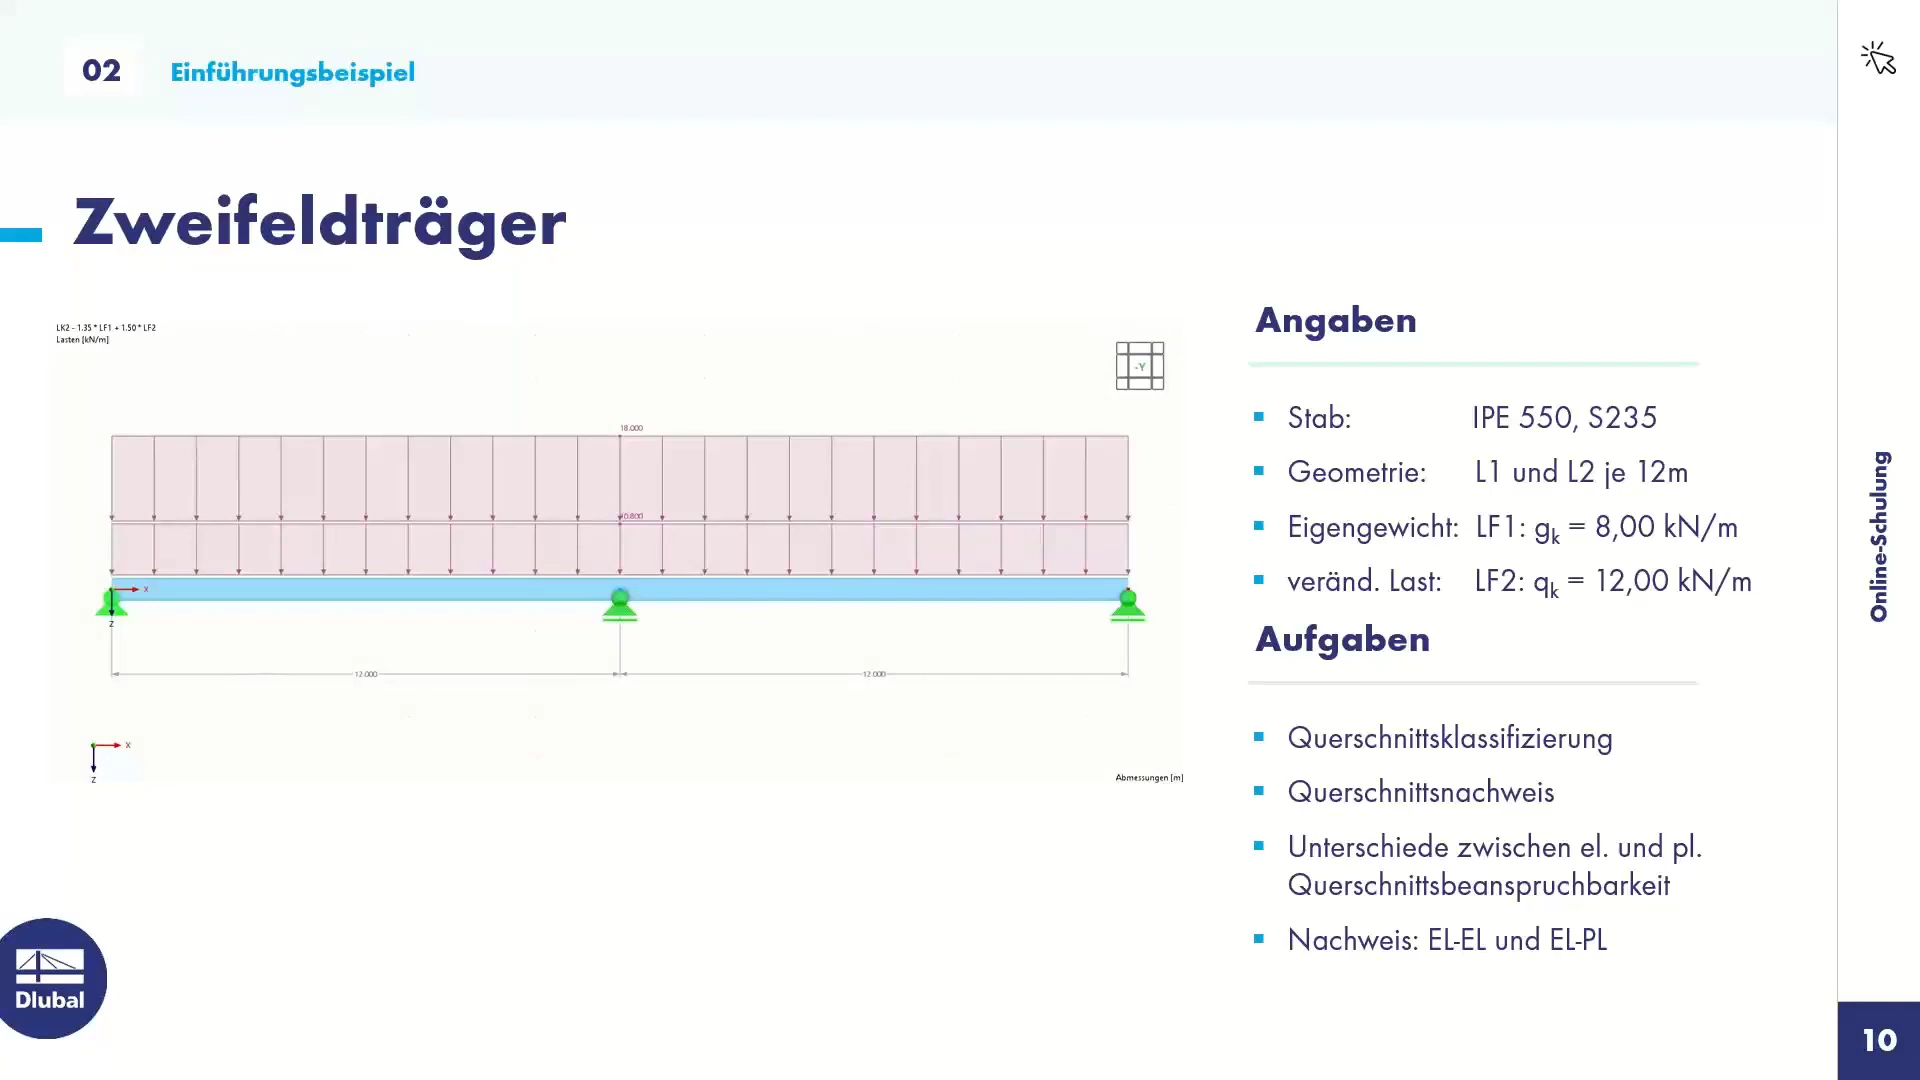 02 Einführungsbeispiel
Zweifeldträger
LK2 - 1.35 * LF1 + 1.50 * LF2
Lasten [kN/m]
-Y
18.000
10.800
X
Z
12.000 12.000
X
Z
Abmessungen [m]
Angaben
Stab: IPE 550, S235
Geometrie: L1 und L2 je 12m
Eigengewicht: LF1: gk = 8,00 kN/m
veränd. Last: LF2: qk = 12,00 kN/m
Aufgaben
Querschnittsklassifizierung
Querschnittsnachweis
Unterschiede zwischen el. und pl.
Querschnittsbeanspruchbarkeit
Nachweis: EL-EL und EL-PL
Online-Schulung
Dlubal
10